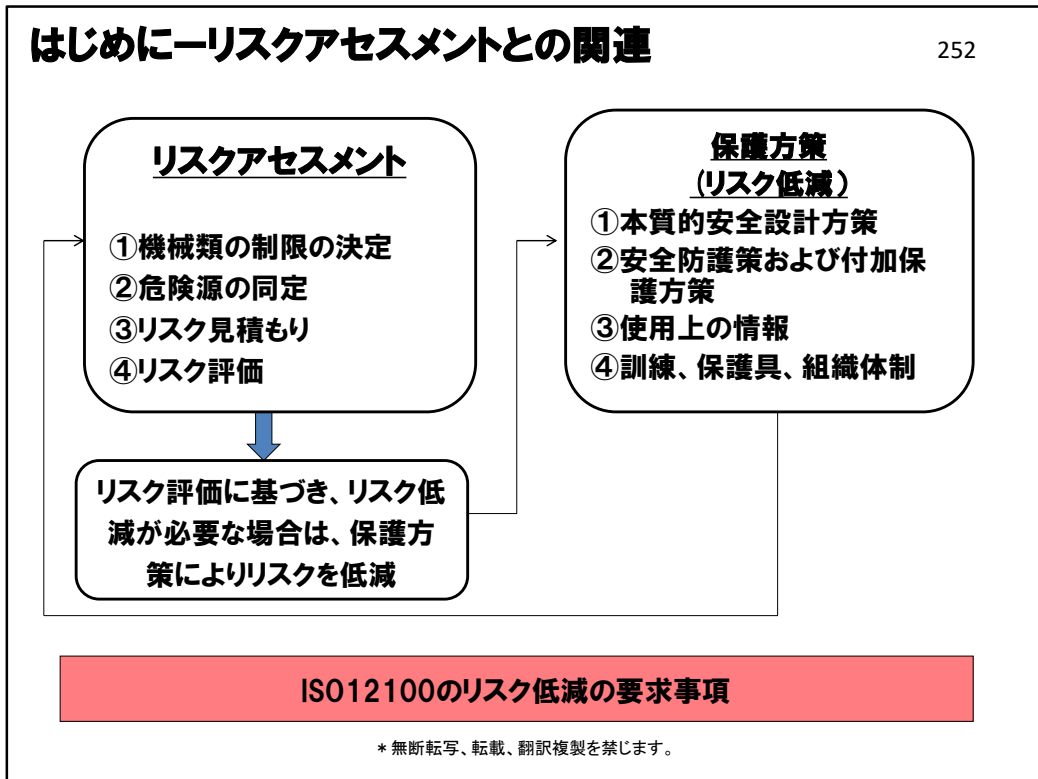 はじめにーリスクアセスメントとの関連
252
リスクアセスメント
①機械類の制限の決定
②危険源の同定
③リスク見積もり
④リスク評価
リスク評価に基づき、リスク低
減が必要な場合は、保護方
策によりリスクを低減
保護方策
(リスク低減)
①本質的安全設計方策
②安全防護策および付加保
護方策
③使用上の情報
④訓練、保護具、組織体制
ISO12100のリスク低減の要求事項
*無断転写、転載、翻訳複製を禁じます。